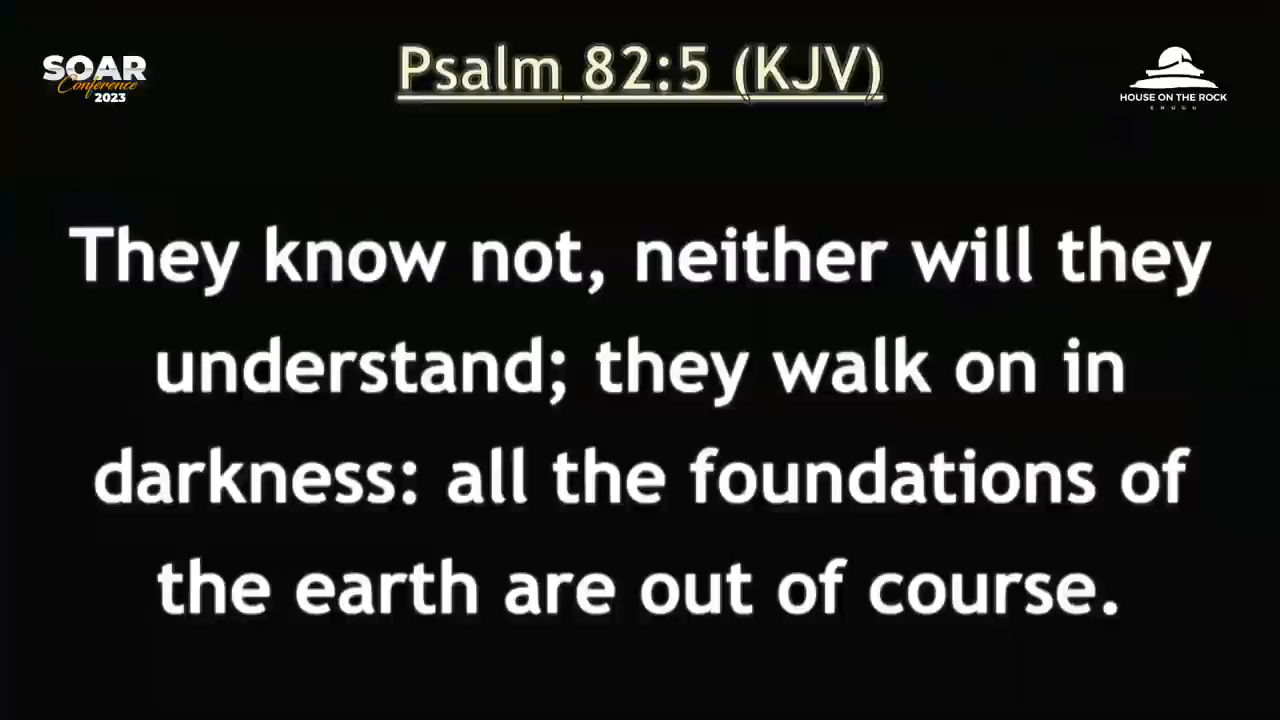 SOAR
Conference
2023
Psalm 82:5 (KJV)
HOUSE ON THE ROCK
ENUGU
They know not, neither will they
understand; they walk on in
darkness: all the foundations of
the earth are out of course.